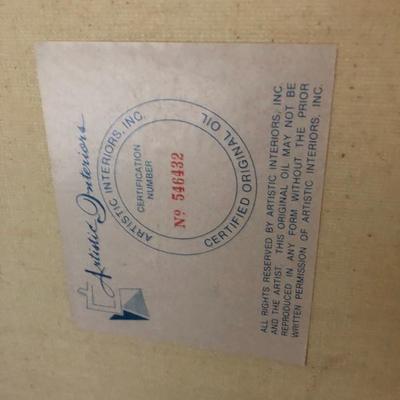 Artistic Interiors
ARTISTIC INTERIORS, INC.
CERTIFICATION
NUMBER
Nº 546432
CERTIFIED ORIGINAL OIL
ALL RIGHTS RESERVED BY ARTISTIC INTERIORS, INC.
AND THE ARTIST. THIS ORIGINAL OIL MAY NOT BE
REPRODUCED IN ANY FORM WITHOUT THE PRIOR
WRITTEN PERMISSION OF ARTISTIC INTERIORS, INC.